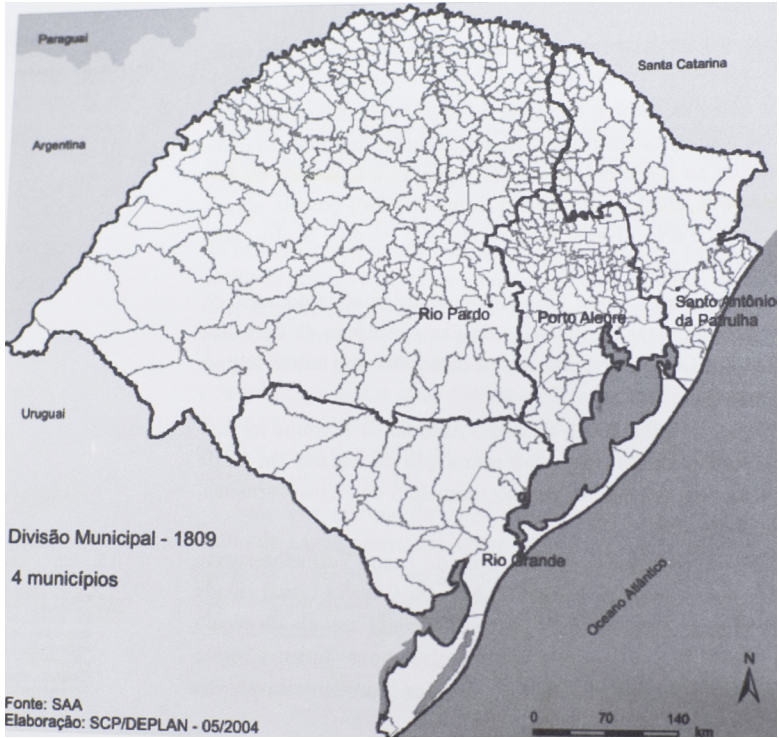 Paraguai
Santa Catarina
Argentina
Rio Pardo
Porto Alegre
Santo Antônio
da Patrulha
Uruguai
Divisão Municipal - 1809
4 municípios
Rio Grande
Oceano Atlântico
N
Fonte: SAA
Elaboração: SCP/DEPLAN - 05/2004
0 70 140
km